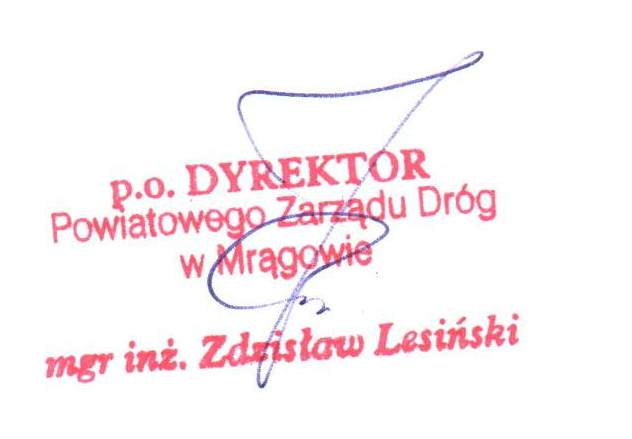 p.o. DYREKTOR
Powiatowego Zarządu Dróg
w Mrągowie
mgr inż. Zdzisław Lesiński